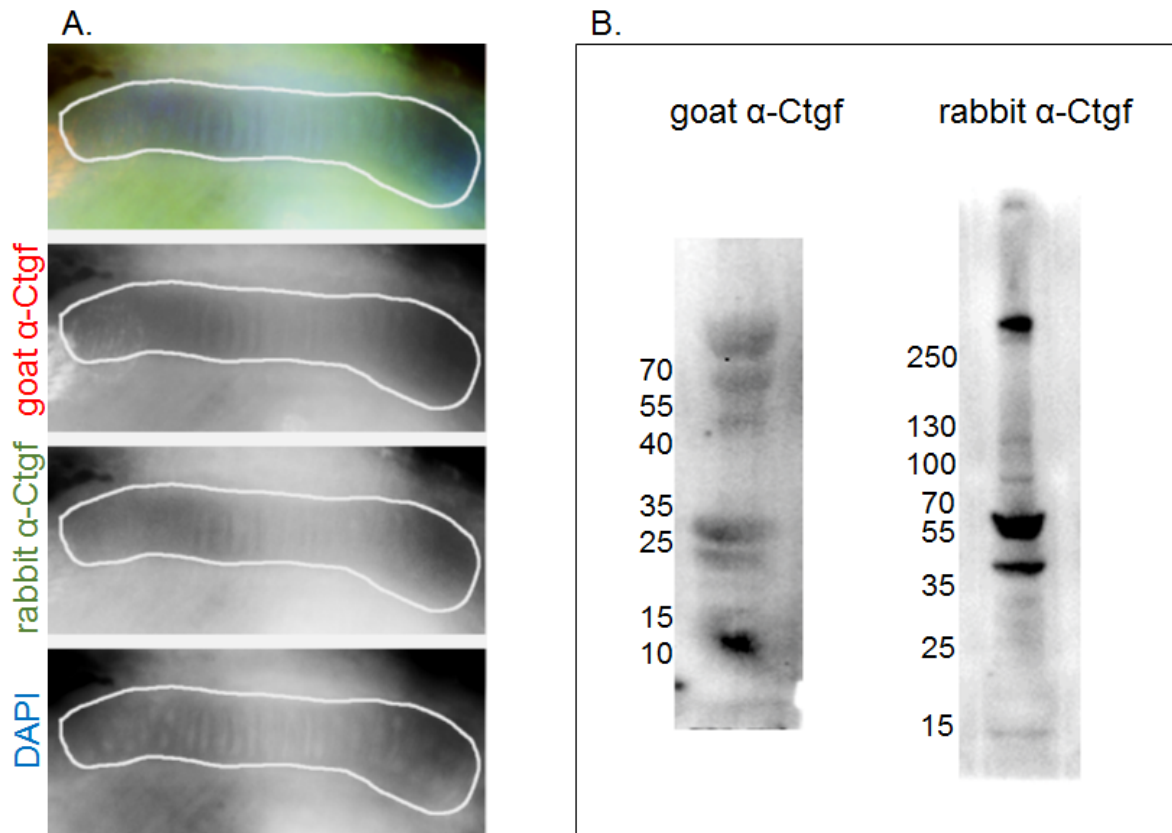 A.
goat α-Ctgf
rabbit α-Ctgf
DAPI
B.
goat α-Ctgf
rabbit α-Ctgf
70
55
40
35
25
15
10
250
130
100
70
55
35
25
15